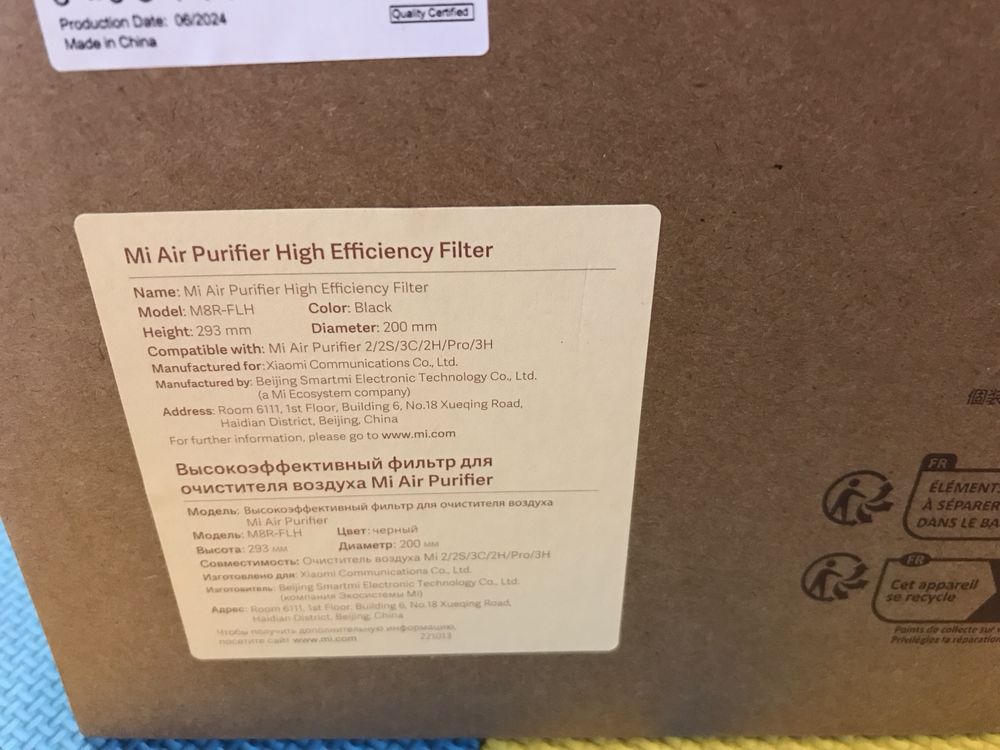 Production Date: 06/2024
Quality Certified
Made in China
Mi Air Purifier High Efficiency Filter
Name: Mi Air Purifier High Efficiency Filter
Model: M8R-FLH Color: Black
Height: 293 mm Diameter: 200 mm
Compatible with: Mi Air Purifier 2/2S/3C/2H/Pro/3H
Manufactured for: Xiaomi Communications Co., Ltd.
Manufactured by: Beijing Smartmi Electronic Technology Co., Ltd.
(a Mi Ecosystem company)
Address: Room 6111, 1st Floor, Building 6, No.18 Xueqing Road,
Haidian District, Beijing, China
For further information, please go to www.mi.com
Высокоэффективный фильтр для
очистителя воздуха Mi Air Purifier
Модель: Высокоэффективный фильтр для очистителя воздуха
Mi Air Purifier
Модель: M8R-FLH Цвет: черный
Высота: 293 мм Диаметр: 200 мм
Совместимость: Очиститель воздуха Mi 2/2S/3C/2H/Pro/3H
Изготовлено для: Xiaomi Communications Co., Ltd.
Изготовитель: Beijing Smartmi Electronic Technology Co., Ltd.
(компания Экосистемы Mi)
Адрес: Room 6111, 1st Floor, Building 6, No.18 Xueqing Road,
Haidian District, Beijing, China
Чтобы получить дополнительную информацию,
посетите сайт www.mi.com 221013
個装
FR
ÉLÉMENT
À SÉPARER
DANS LE BA
FR
Cet appareil
se recycle
Points de collecte sur
Privilégiez la réparation